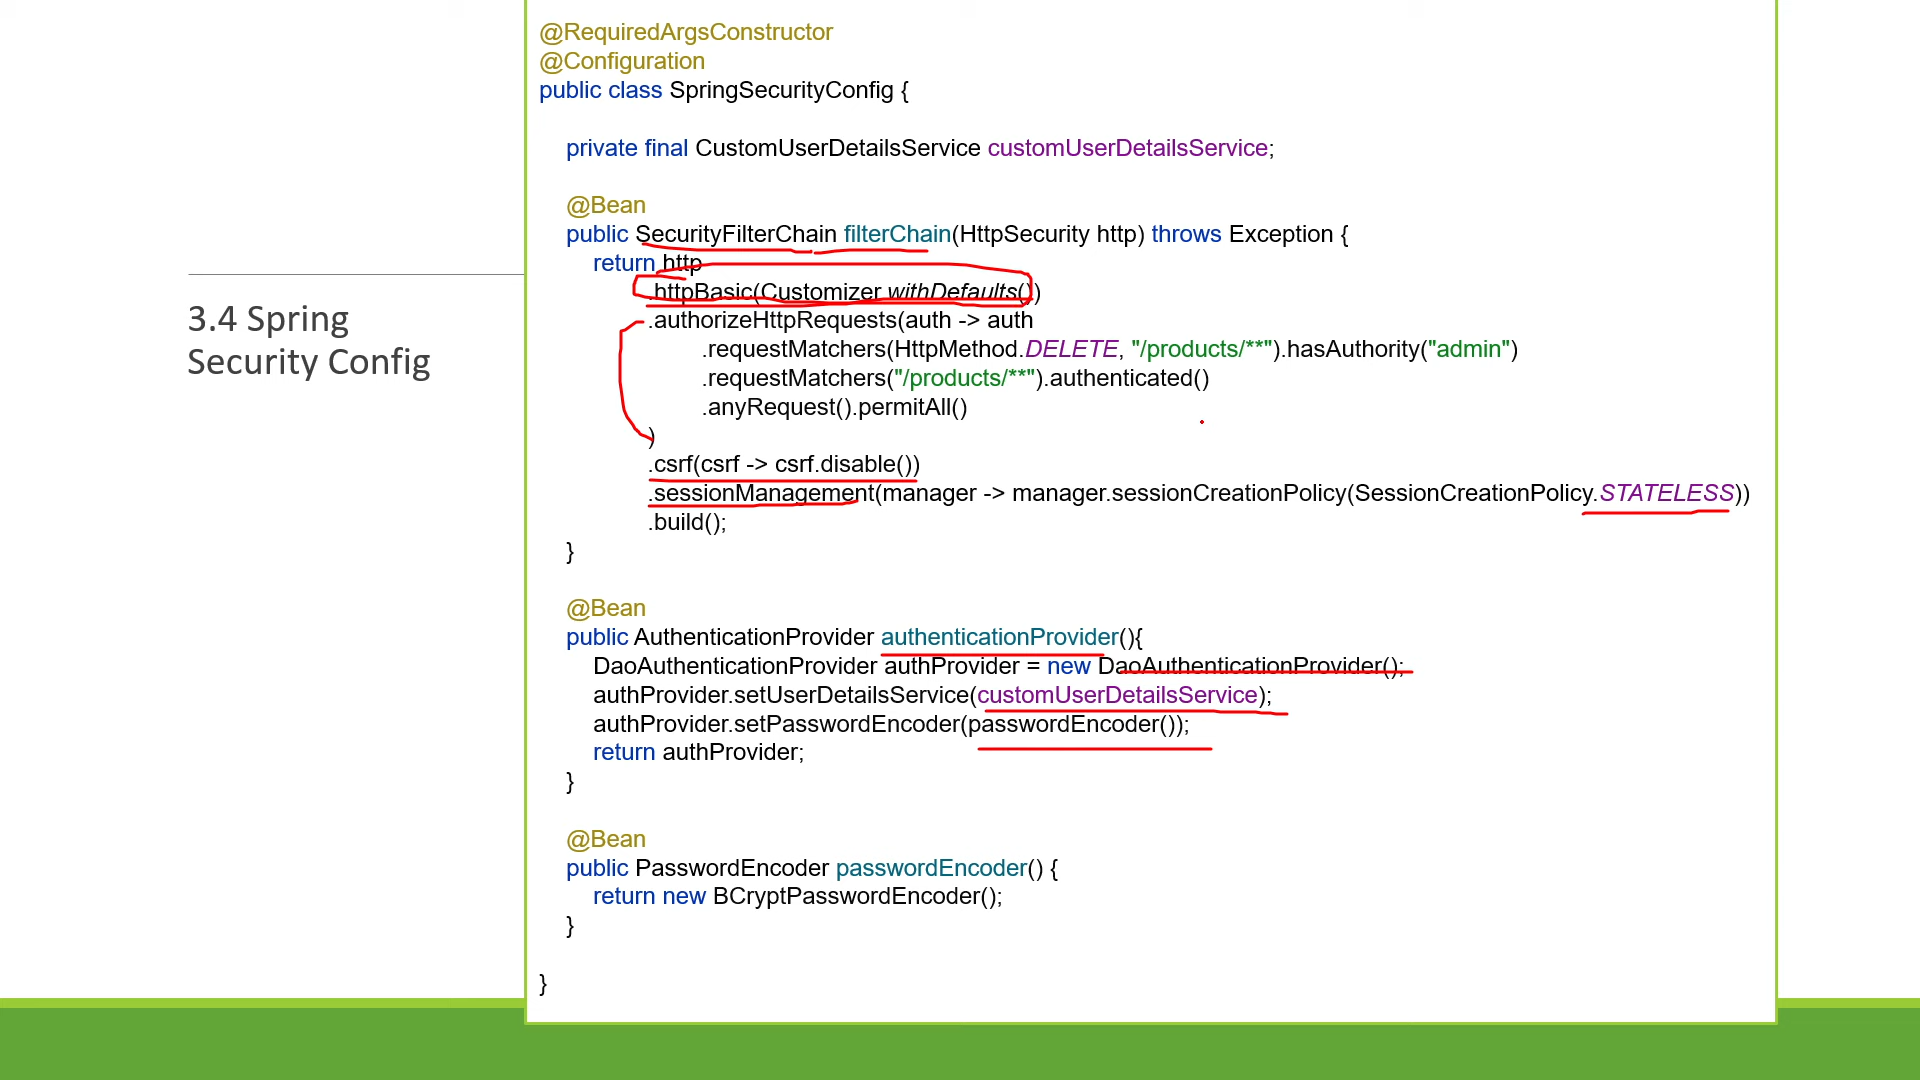 3.4 Spring
Security Config
@RequiredArgsConstructor
@Configuration
public class SpringSecurityConfig {
private final CustomUserDetailsService customUserDetailsService;
@Bean
public SecurityFilterChain filterChain(HttpSecurity http) throws Exception {
return http
.httpBasic(Customizer.withDefaults())
.authorizeHttpRequests(auth -> auth
.requestMatchers(HttpMethod.DELETE, "/products/**").hasAuthority("admin")
.requestMatchers("/products/**").authenticated()
.anyRequest().permitAll()
)
.csrf(csrf -> csrf.disable())
.sessionManagement(manager -> manager.sessionCreationPolicy(SessionCreationPolicy.STATELESS))
.build();
}
@Bean
public AuthenticationProvider authenticationProvider(){
DaoAuthenticationProvider authProvider = new DaoAuthenticationProvider();
authProvider.setUserDetailsService(customUserDetailsService);
authProvider.setPasswordEncoder(passwordEncoder());
return authProvider;
}
@Bean
public PasswordEncoder passwordEncoder() {
return new BCryptPasswordEncoder();
}
}